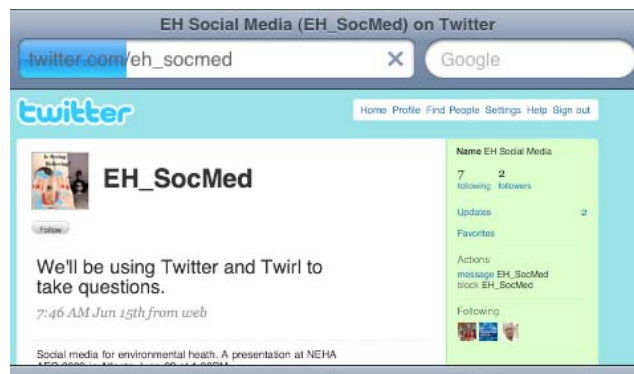 EH Social Media (EH_SocMed) on Twitter
twitter.com/eh_socmed
Google
twitter
Home Profile Find People Settings Help Sign out
EH_SocMed
Follow
We'll be using Twitter and Twirl to
take questions.
7:46 AM Jun 15th from web
Social media for environmental heath. A presentation at NEHA
Name EH Social Media
7 2
following followers
Updates 2
Favorites
Actions
message EH_SocMed
block EH_SocMed
Following